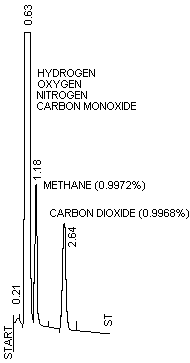 0.63
HYDROGEN
OXYGEN
NITROGEN
CARBON MONOXIDE
1.18
METHANE (0.9972%)
CARBON DIOXIDE (0.9968%)
2.64
0.21
START
ST